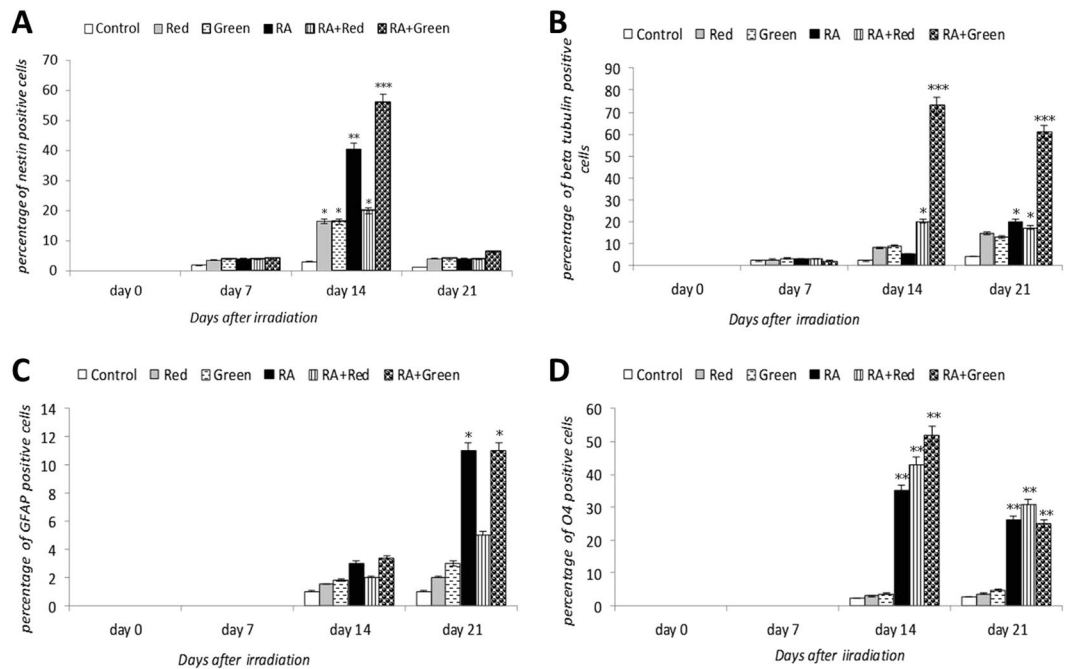 A
Control Red Green RA RA+Red RA+Green
percentage of nestin positive cells
70
60
50
40
30
20
10
0
* * ** * ***
day 0 day 7 day 14 day 21
Days after irradiation
B
Control Red Green RA RA+Red RA+Green
percentage of beta tubulin positive
cells
90
80
70
60
50
40
30
20
10
0
* *** * * ***
day 0 day 7 day 14 day 21
Days after irradiation
C
Control Red Green RA RA+Red RA+Green
percentage of GFAP positive cells
14
12
10
8
6
4
2
0
* *
day 0 day 7 day 14 day 21
Days after irradiation
D
Control Red Green RA RA+Red RA+Green
percentage of O4 positive cells
60
50
40
30
20
10
0
** ** ** ** ** **
day 0 day 7 day 14 day 21
Days after iirradiation